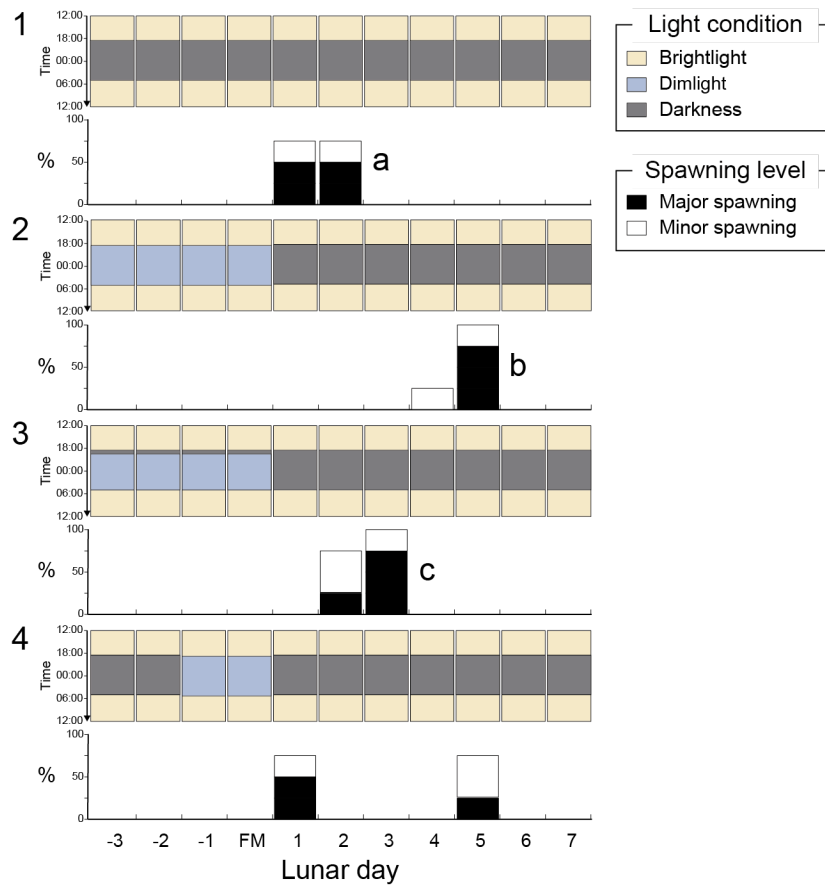 1
Time
12:00
18:00
00:00
06:00
12:00
%
100
50
0
a
2
Time
12:00
18:00
00:00
06:00
12:00
%
100
50
0
b
3
Time
12:00
18:00
00:00
06:00
12:00
%
100
50
0
c
4
Time
12:00
18:00
00:00
06:00
12:00
%
100
50
0
-3 -2 -1 FM 1 2 3 4 5 6 7
Lunar day
Light condition
Brightlight
Dimlight
Darkness
Spawning level
Major spawning
Minor spawning